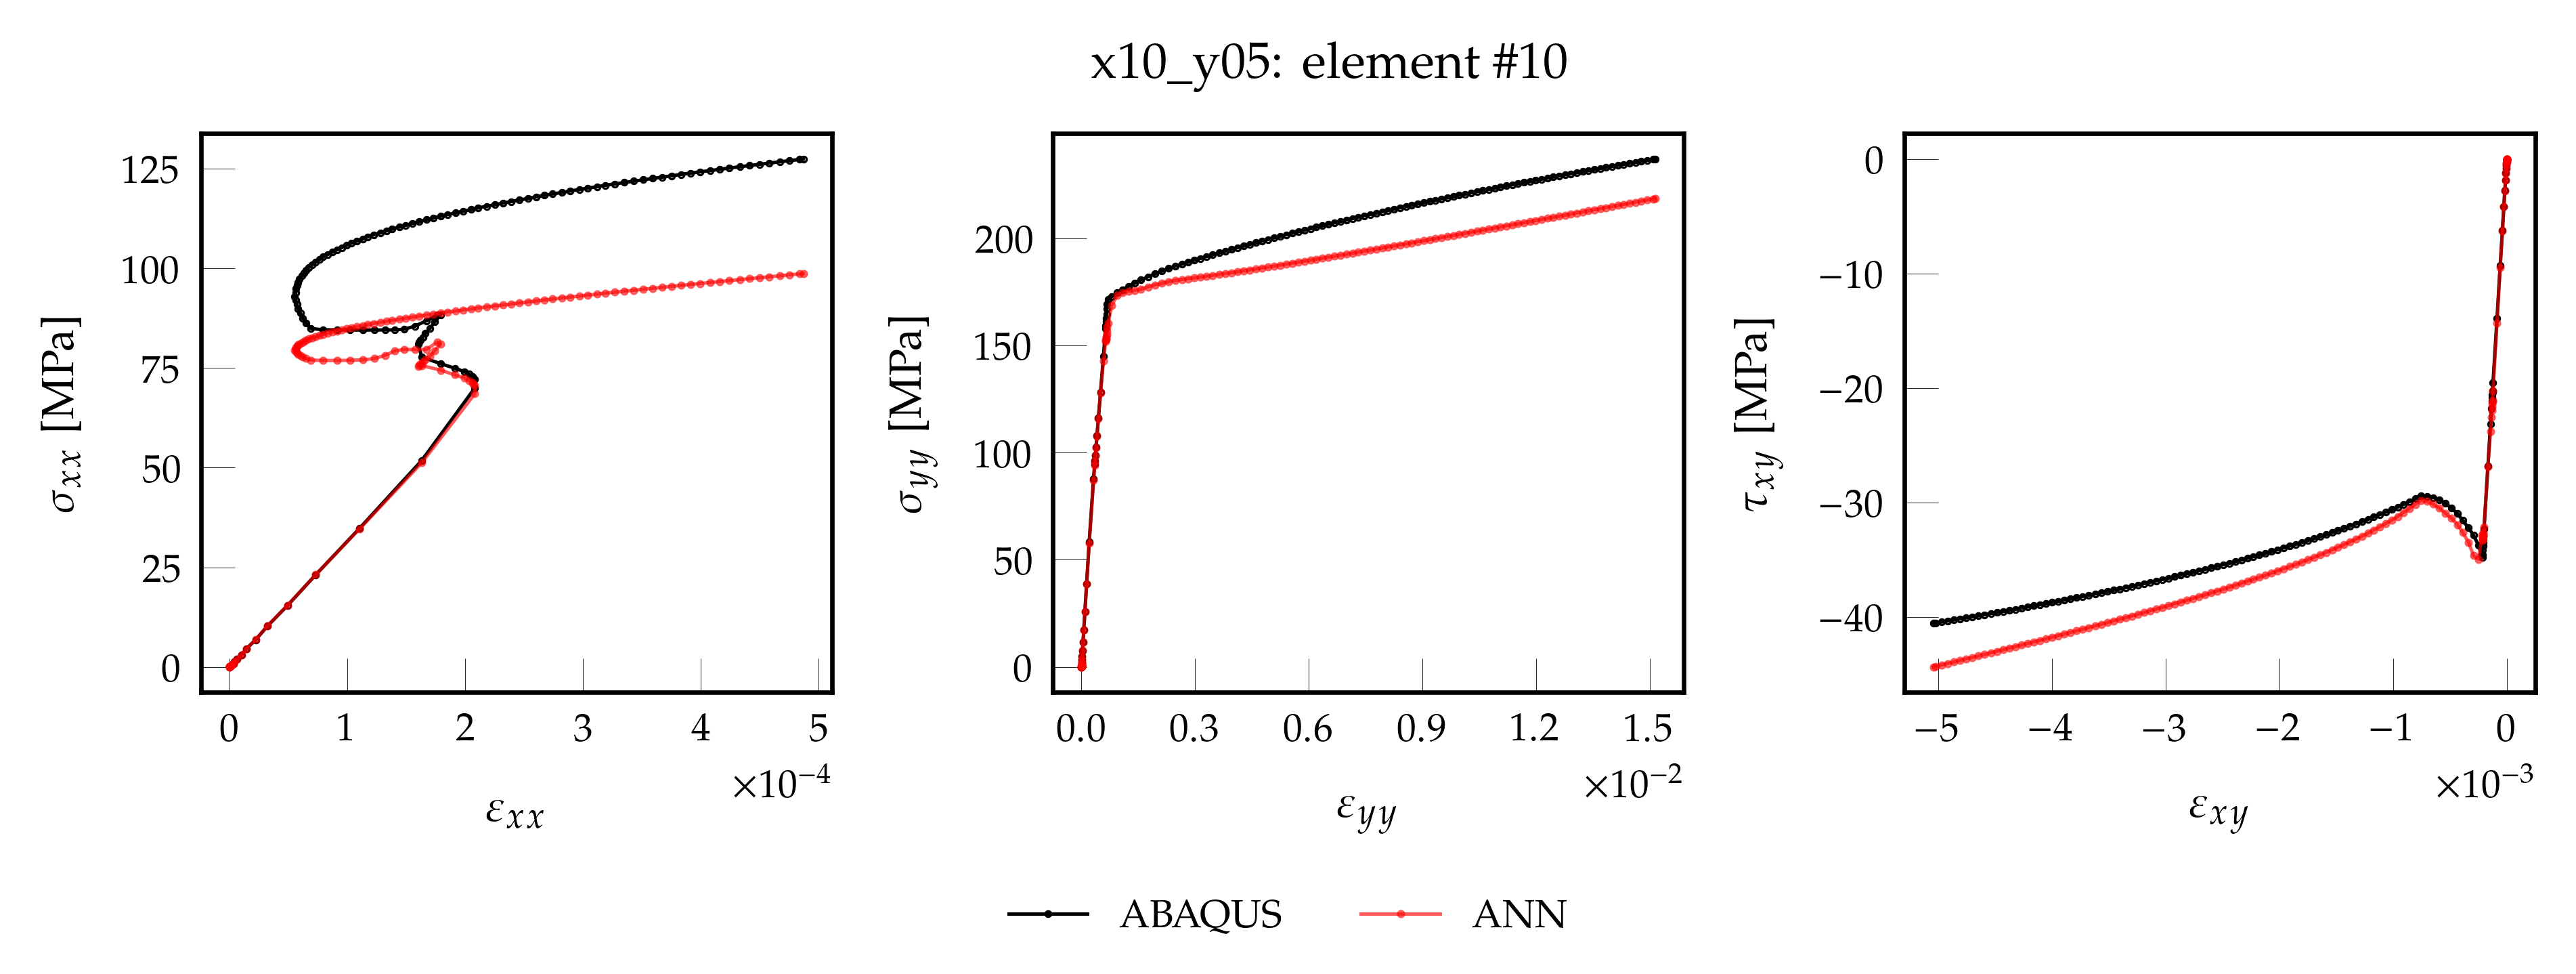 x10_y05: element #10
σxx [MPa]
125
100
75
50
25
0
0 1 2 3 4 5
×10−4
εxx
σyy [MPa]
200
150
100
50
0
0.0 0.3 0.6 0.9 1.2 1.5
×10−2
εyy
τxy [MPa]
0
−10
−20
−30
−40
−5 −4 −3 −2 −1 0
×10−3
εxy
ABAQUS ANN